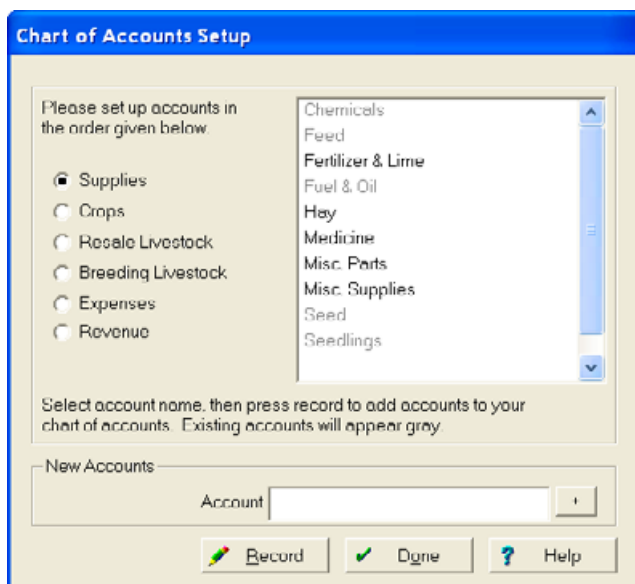 Chart of Accounts Setup
Please set up accounts in
the order given below.
Supplies
Crops
Resale Livestock
Breeding Livestock
Expenses
Revenue
Chemicals
Feed
Fertilizer & Lime
Fuel & Oil
Hay
Medicine
Misc. Parts
Misc. Supplies
Seed
Seedlings
Select account name, then press record to add accounts to your
chart of accounts. Existing accounts will appear gray.
New Accounts
Account
+
Record
Done
? Help